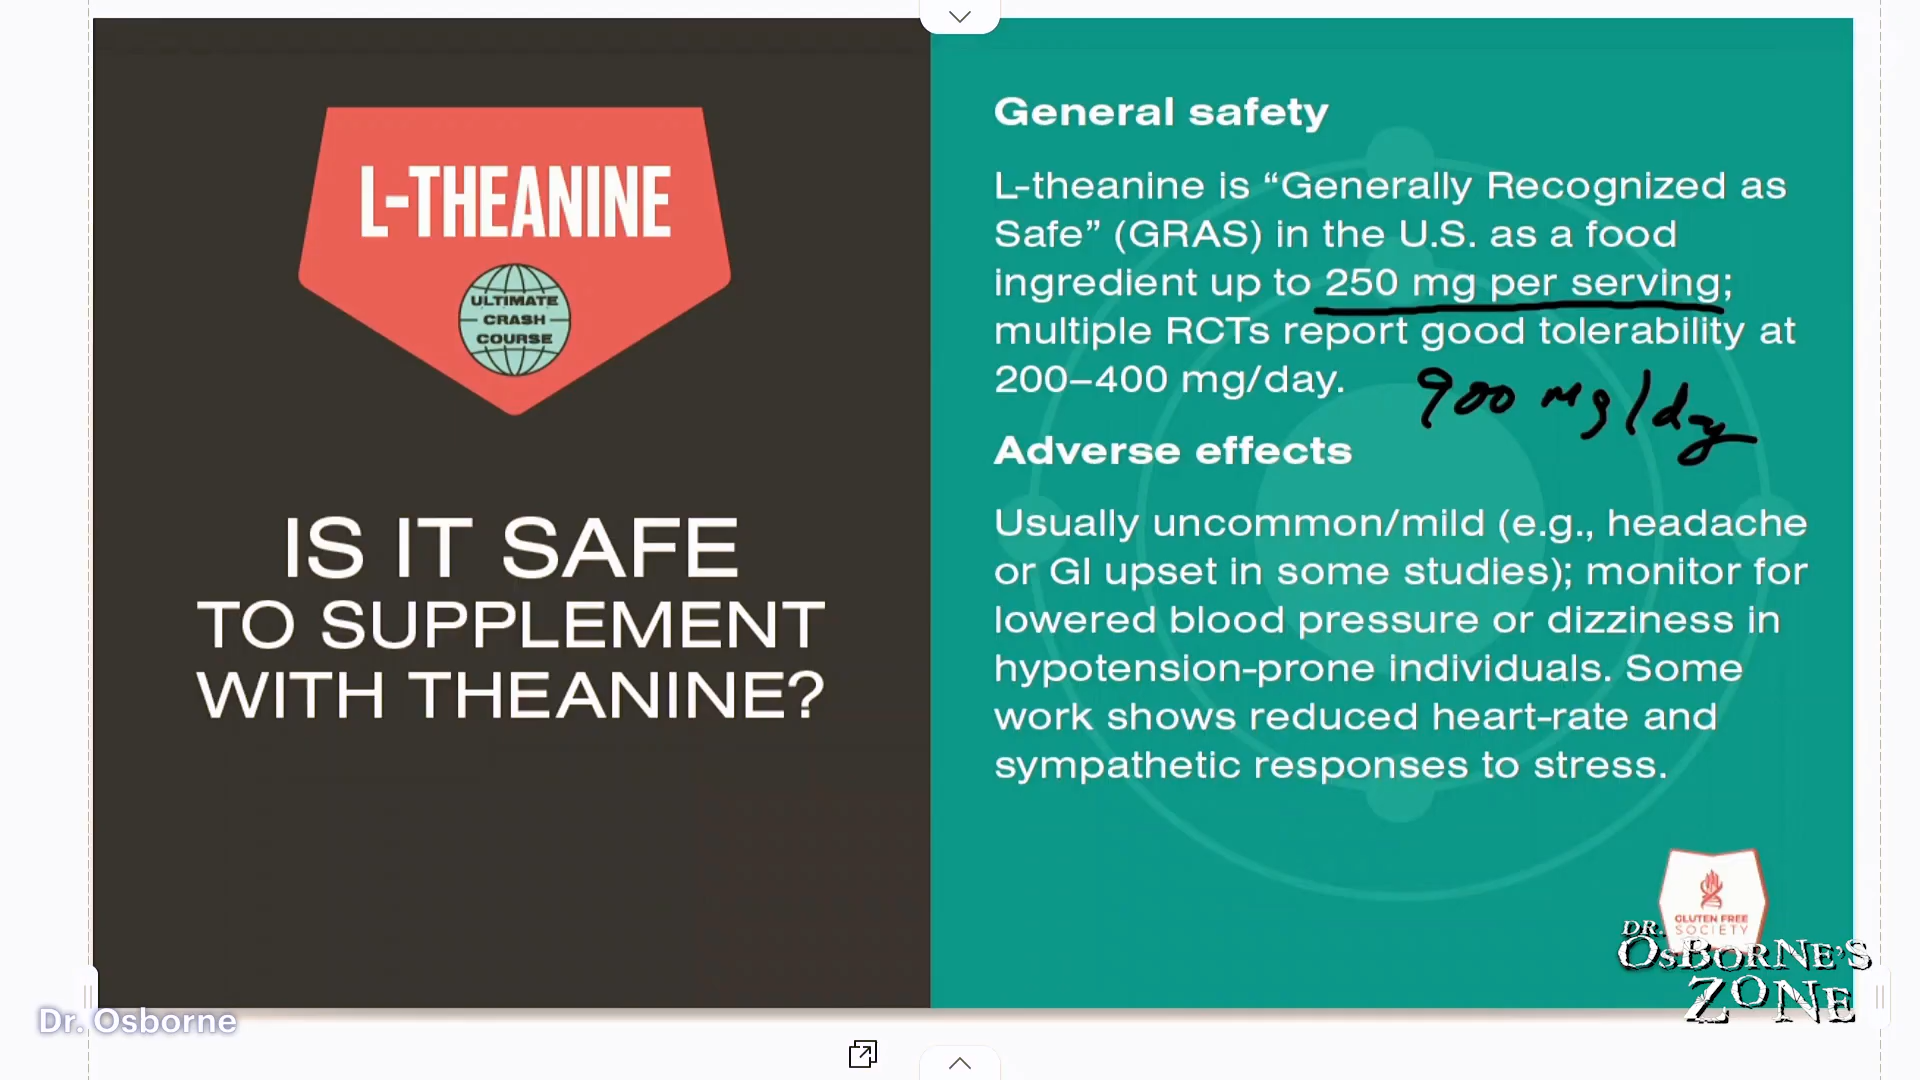 L-THEANINE
ULTIMATE
CRASH
COURSE
IS IT SAFE
TO SUPPLEMENT
WITH THEANINE?
General safety
L-theanine is “Generally Recognized as
Safe” (GRAS) in the U.S. as a food
ingredient up to 250 mg per serving;
multiple RCTs report good tolerability at
200–400 mg/day.
900 mg/day
Adverse effects
Usually uncommon/mild (e.g., headache
or GI upset in some studies); monitor for
lowered blood pressure or dizziness in
hypotension-prone individuals. Some
work shows reduced heart-rate and
sympathetic responses to stress.
GLUTEN FREE
SOCIETY
DR.
OSBORNE'S
ZONE
Dr. Osborne